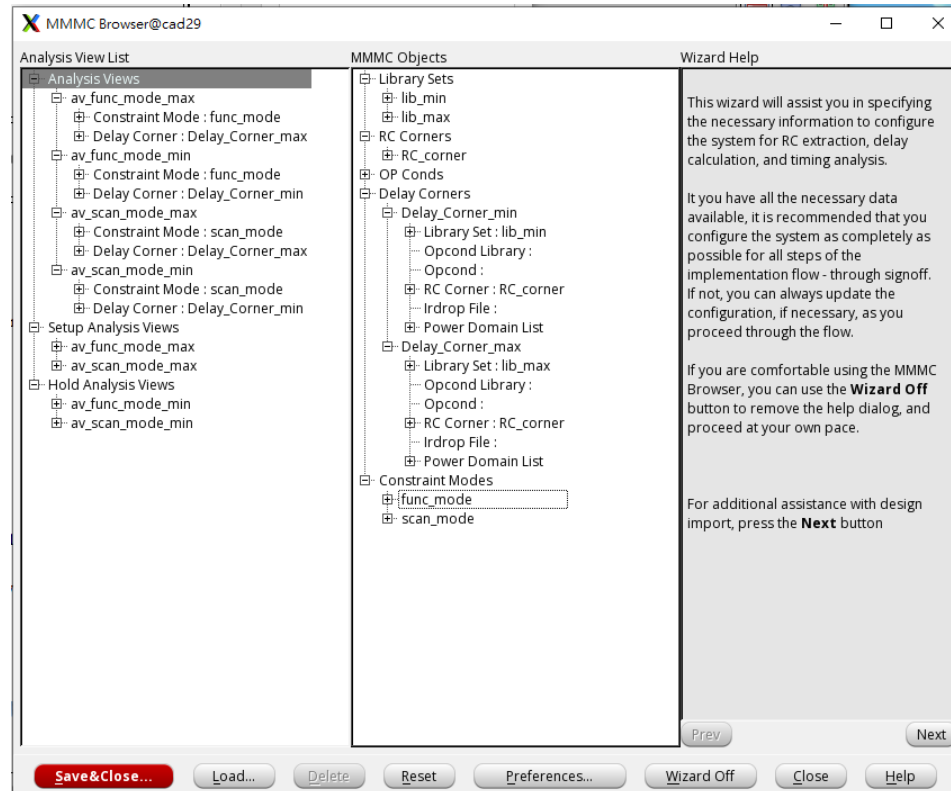 MMMC Browser@cad29
Analysis View List
Analysis Views
av_func_mode_max
Constraint Mode : func_mode
Delay Corner : Delay_Corner_max
av_func_mode_min
Constraint Mode : func_mode
Delay Corner : Delay_Corner_min
av_scan_mode_max
Constraint Mode : scan_mode
Delay Corner : Delay_Corner_max
av_scan_mode_min
Constraint Mode : scan_mode
Delay Corner : Delay_Corner_min
Setup Analysis Views
av_func_mode_max
av_scan_mode_max
Hold Analysis Views
av_func_mode_min
av_scan_mode_min
MMMC Objects
Library Sets
lib_min
lib_max
RC Corners
RC_corner
OP Conds
Delay Corners
Delay_Corner_min
Library Set : lib_min
Opcond Library :
Opcond :
RC Corner : RC_corner
Irdrop File :
Power Domain List
Delay_Corner_max
Library Set : lib_max
Opcond Library :
Opcond :
RC Corner : RC_corner
Irdrop File :
Power Domain List
Constraint Modes
func_mode
scan_mode
Wizard Help
This wizard will assist you in specifying
the necessary information to configure
the system for RC extraction, delay
calculation, and timing analysis.
It you have all the necessary data
available, it is recommended that you
configure the system as completely as
possible for all steps of the
implementation flow - through signoff.
If not, you can always update the
configuration, if necessary, as you
proceed through the flow.
If you are comfortable using the MMMC
Browser, you can use the Wizard Off
button to remove the help dialog, and
proceed at your own pace.
For additional assistance with design
import, press the Next button
Prev
Next
Save&Close...
Load...
Delete
Reset
Preferences...
Wizard Off
Close
Help